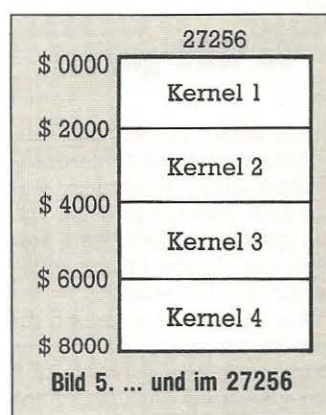 27256
$ 0000
Kernel 1
$ 2000
Kernel 2
$ 4000
Kernel 3
$ 6000
Kernel 4
$ 8000
Bild 5. ... und im 27256